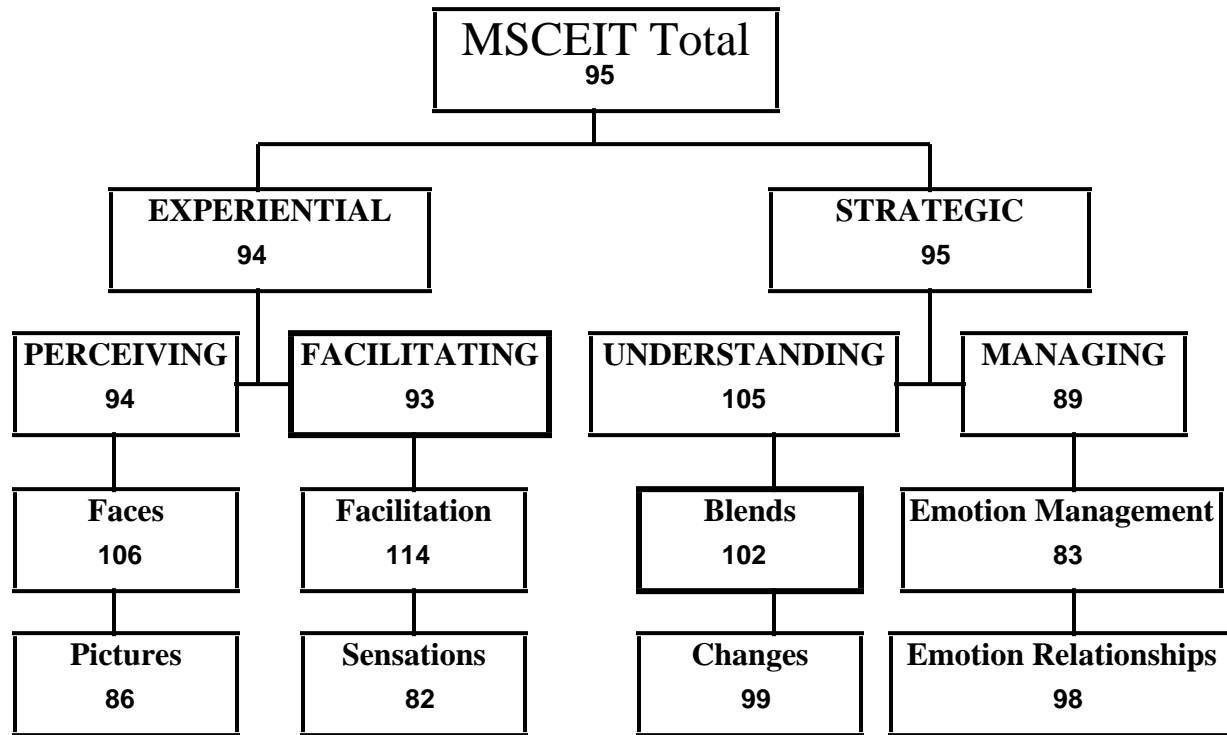 MSCEIT Total
95
EXPERIENTIAL
94
STRATEGIC
95
PERCEIVING
94
FACILITATING
93
UNDERSTANDING
105
MANAGING
89
Faces
106
Facilitation
114
Blends
102
Emotion Management
83
Pictures
86
Sensations
82
Changes
99
Emotion Relationships
98